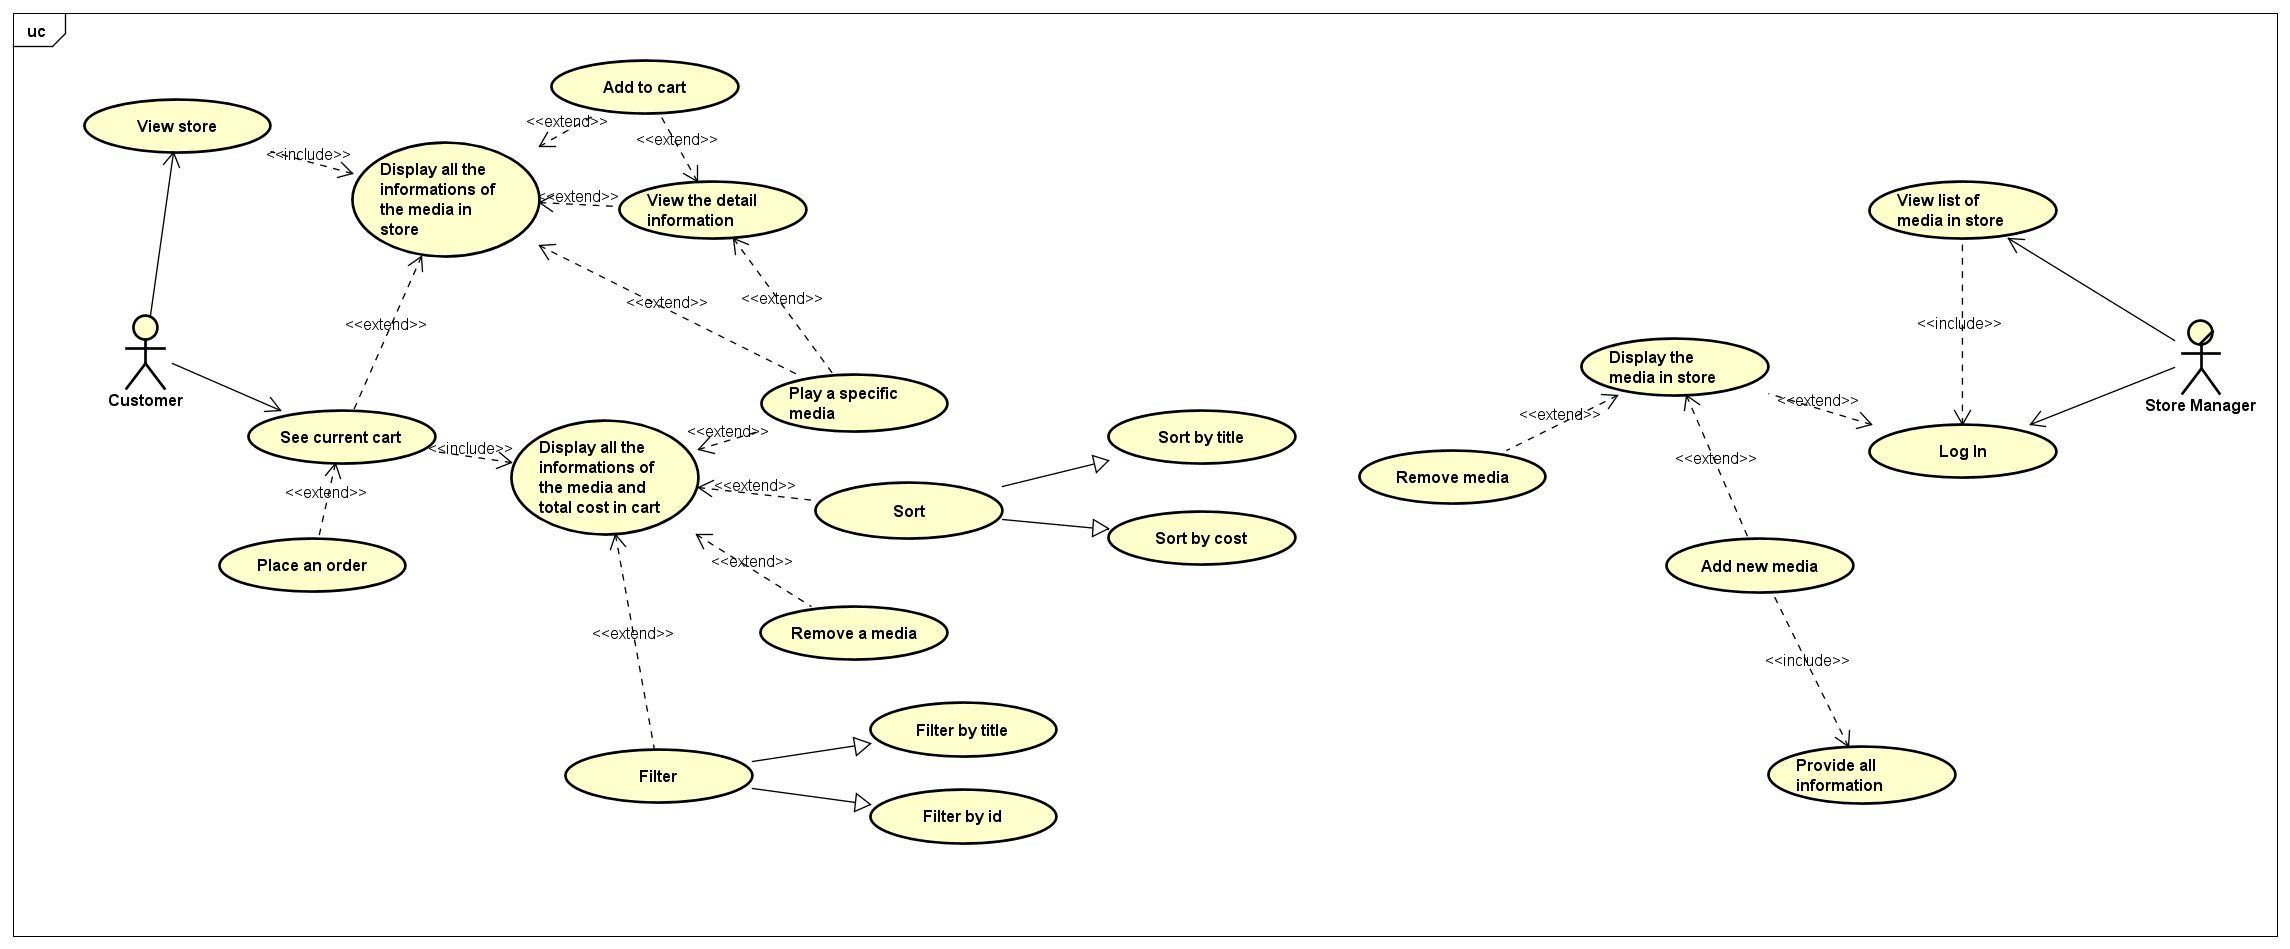 uc
Add to cart
View store
<<extend>>
<<extend>>
<<include>>
Display all the
informations of
the media in
store
<<extend>>
View the detail
information
View list of
media in store
<<extend>>
<<extend>>
<<extend>>
<<include>>
Customer
Play a specific
media
Display the
media in store
<<extend>>
Store Manager
<<extend>>
See current cart
<<include>>
<<extend>>
Display all the
informations of
the media and
total cost in cart
Sort by title
Log In
<<extend>>
<<extend>>
<<extend>>
Remove media
Sort
Sort by cost
Place an order
<<extend>>
Add new media
<<extend>>
Remove a media
<<include>>
Filter by title
Filter
Provide all
information
Filter by id